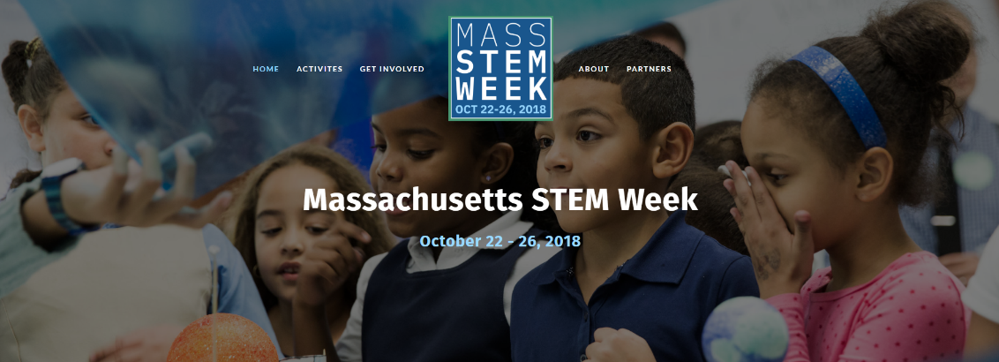 HOME
ACTIVITES
GET INVOLVED
MASS
STEM
WEEK
OCT 22-26, 2018
ABOUT
PARTNERS
Massachusetts STEM Week
October 22 - 26, 2018